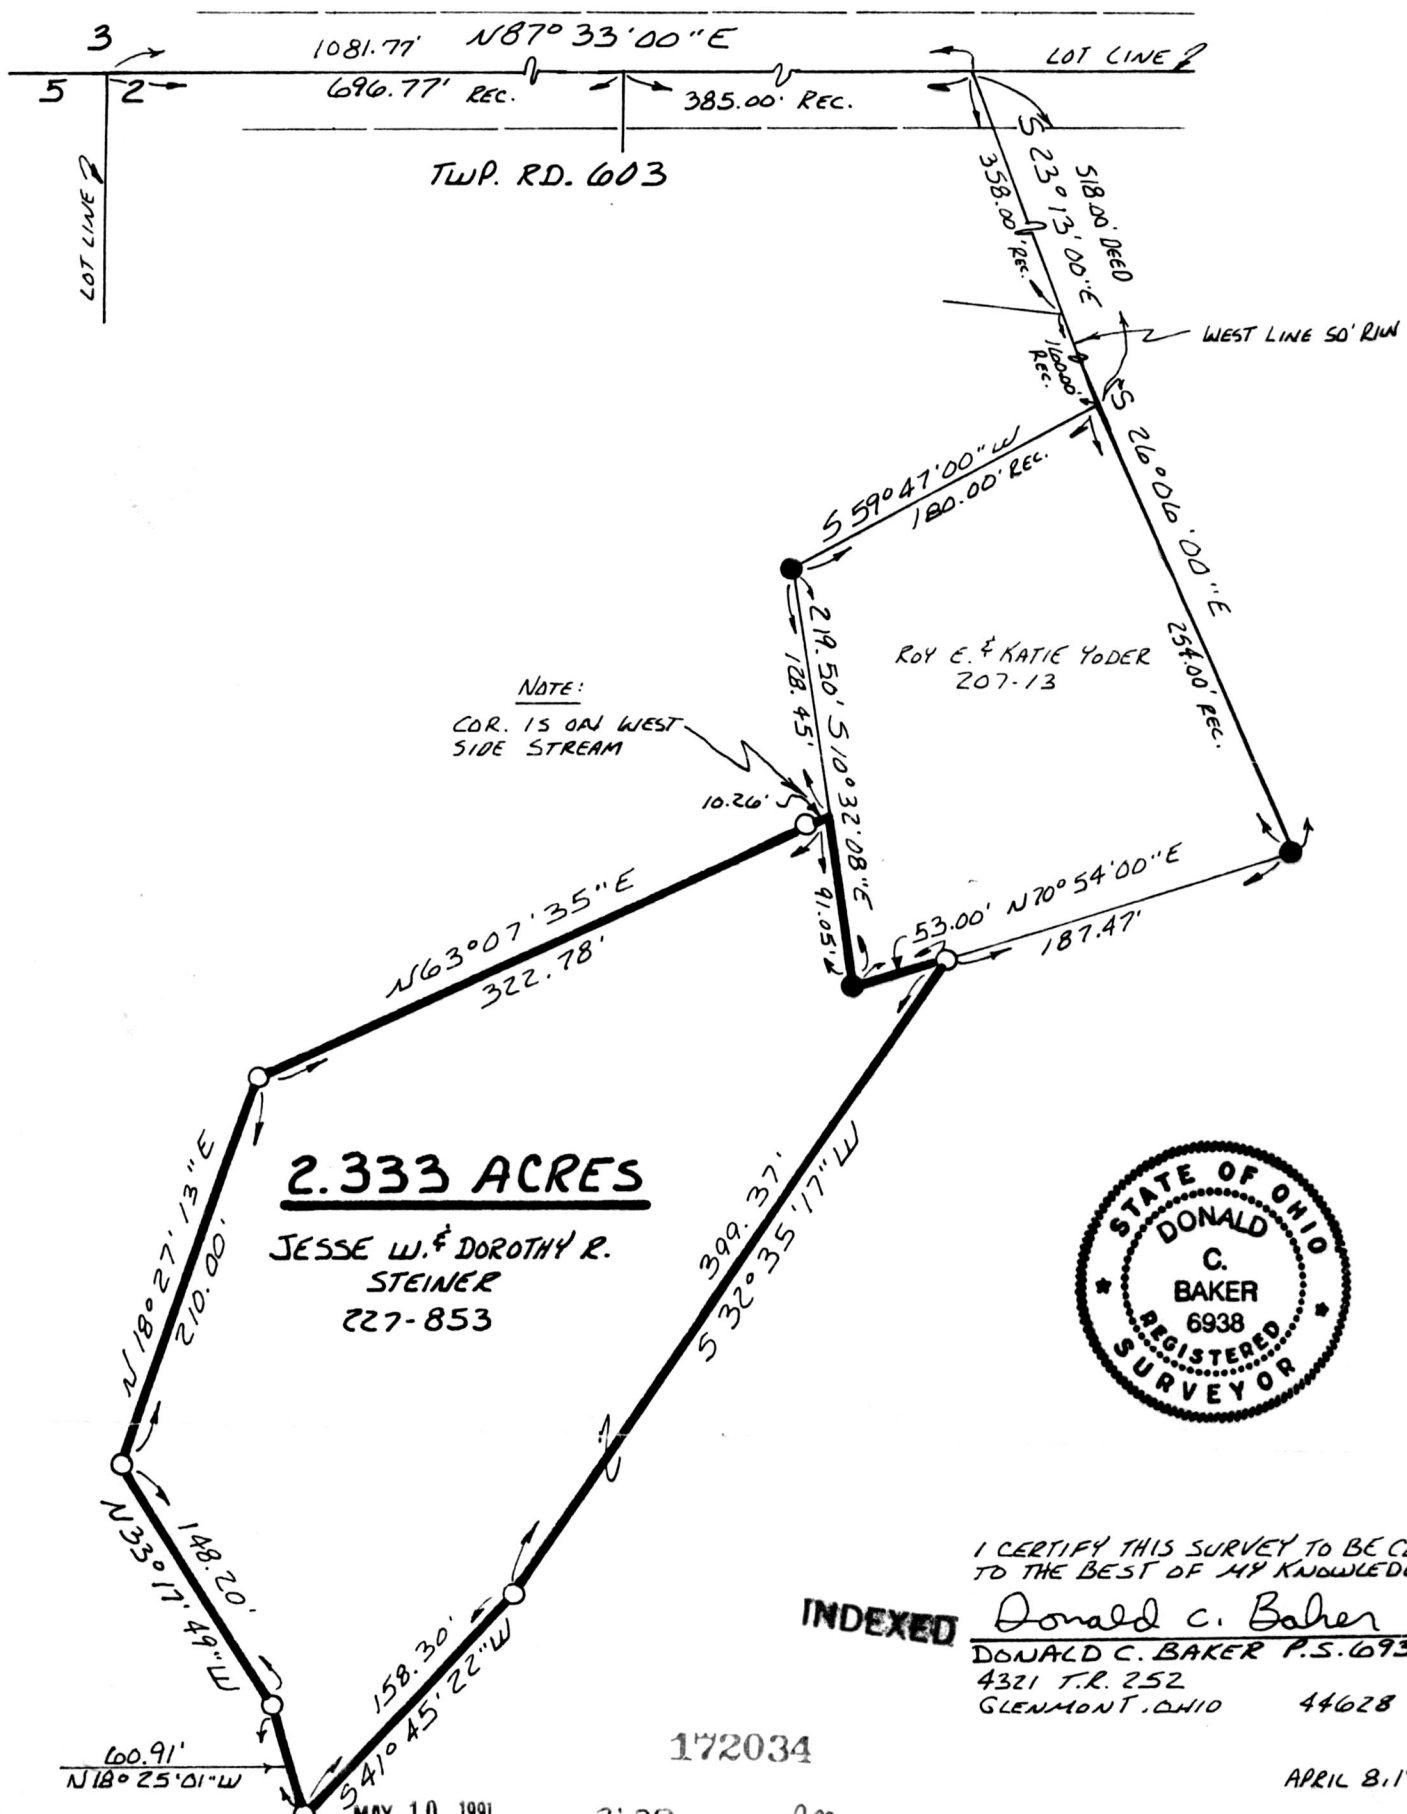 3
1081.77' N87° 33' 00" E
LOT LINE
5 2
696.77' REC.
385.00' REC.
TWP. RD. 603
LOT LINE
S 23° 13' 00" E
518.00' DEED
358.00' REC.
160.00' REC.
WEST LINE 50' R/W
S 26° 06' 00" E
254.00' REC.
S 59° 47' 00" W
180.00' REC.
219.50' S 10° 32' 08" E
128.45'
ROY E. & KATIE YODER
207-13
NOTE:
COR. IS ON WEST
SIDE STREAM
10.26'
91.05'
53.00' N70° 54' 00" E
187.47'
N63° 07' 35" E
322.78'
2.333 ACRES
JESSE W. & DOROTHY R.
STEINER
227-853
N 18° 27' 13" E
210.00'
399.37'
S 32° 35' 17" W
STATE OF OHIO
DONALD
C.
BAKER
6938
REGISTERED
SURVEYOR
148.20'
N33° 17' 49" W
158.30'
S 41° 45' 22" W
60.91'
N18° 25' 01" W
I CERTIFY THIS SURVEY TO BE
TO THE BEST OF MY
INDEXED
Donald C. Baker
DONALD C. BAKER P.S. 693
4321 T.R. 252
GLENMONT, OHIO 44628
172034
APRIL 8, 1
MAY 10 1991